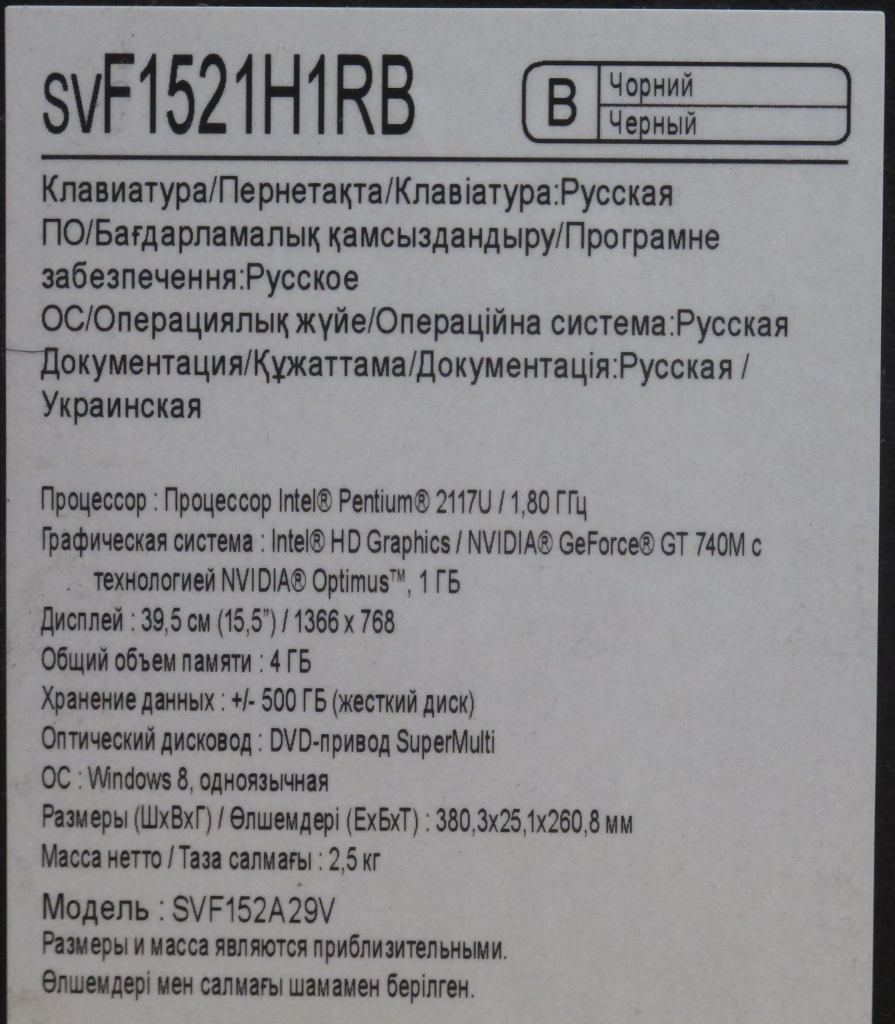 SVF1521H1RB
B
Чорний
Черный
Клавиатура/Пернетақта/Клавіатура:Русская
ПО/Бағдарламалық қамсыздандыру/Програмне
забезпечення:Русское
ОС/Операциялық жүйе/Операційна система:Русская
Документация/Құжаттама/Документація:Русская /
Украинская
Процессор : Процессор Intel® Pentium® 2117U / 1,80 ГГц
Графическая система : Intel® HD Graphics / NVIDIA® GeForce® GT 740M с
технологией NVIDIA® Optimus™, 1 ГБ
Дисплей : 39,5 см (15,5”) / 1366 x 768
Общий объем памяти : 4 ГБ
Хранение данных : +/- 500 ГБ (жесткий диск)
Оптический дисковод : DVD-привод SuperMulti
ОС : Windows 8, одноязычная
Размеры (ШхВхГ) / Өлшемдері (ЕхБхТ) : 380,3x25,1x260,8 мм
Масса нетто / Таза салмағы : 2,5 кг
Модель : SVF152A29V
Размеры и масса являются приблизительными.
Өлшемдері мен салмағы шамамен берілген.